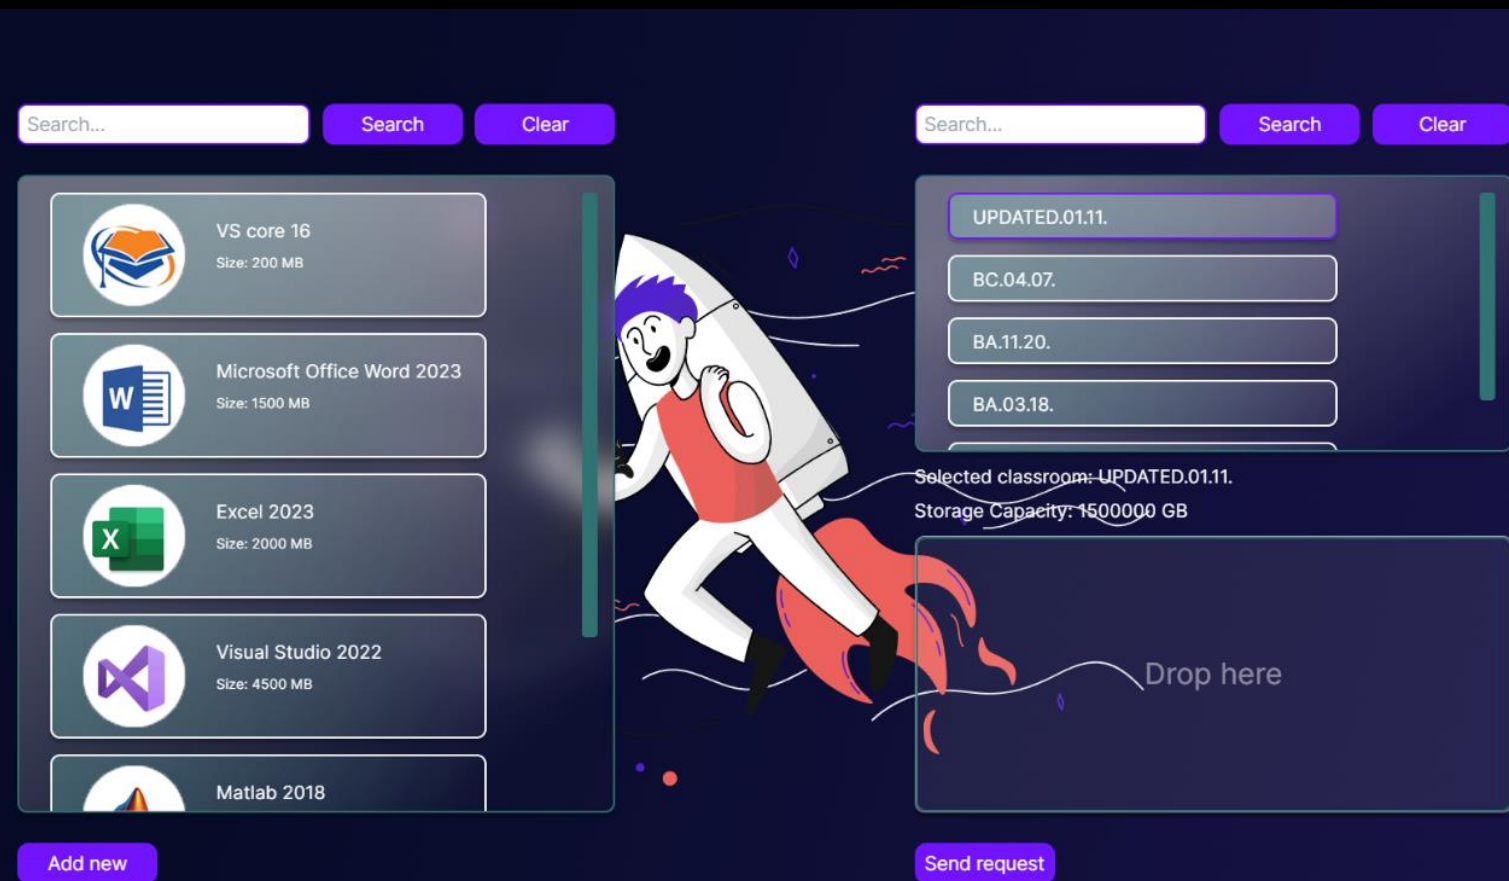 Search...
Search
Clear
VS core 16
Size: 200 MB
W
Microsoft Office Word 2023
Size: 1500 MB
X
Excel 2023
Size: 2000 MB
Visual Studio 2022
Size: 4500 MB
Matlab 2018
Add new
Search...
Search
Clear
UPDATED.01.11.
BC.04.07.
BA.11.20.
BA.03.18.
Selected classroom: UPDATED.01.11.
Storage Capacity: 1500000 GB
Drop here
Send request